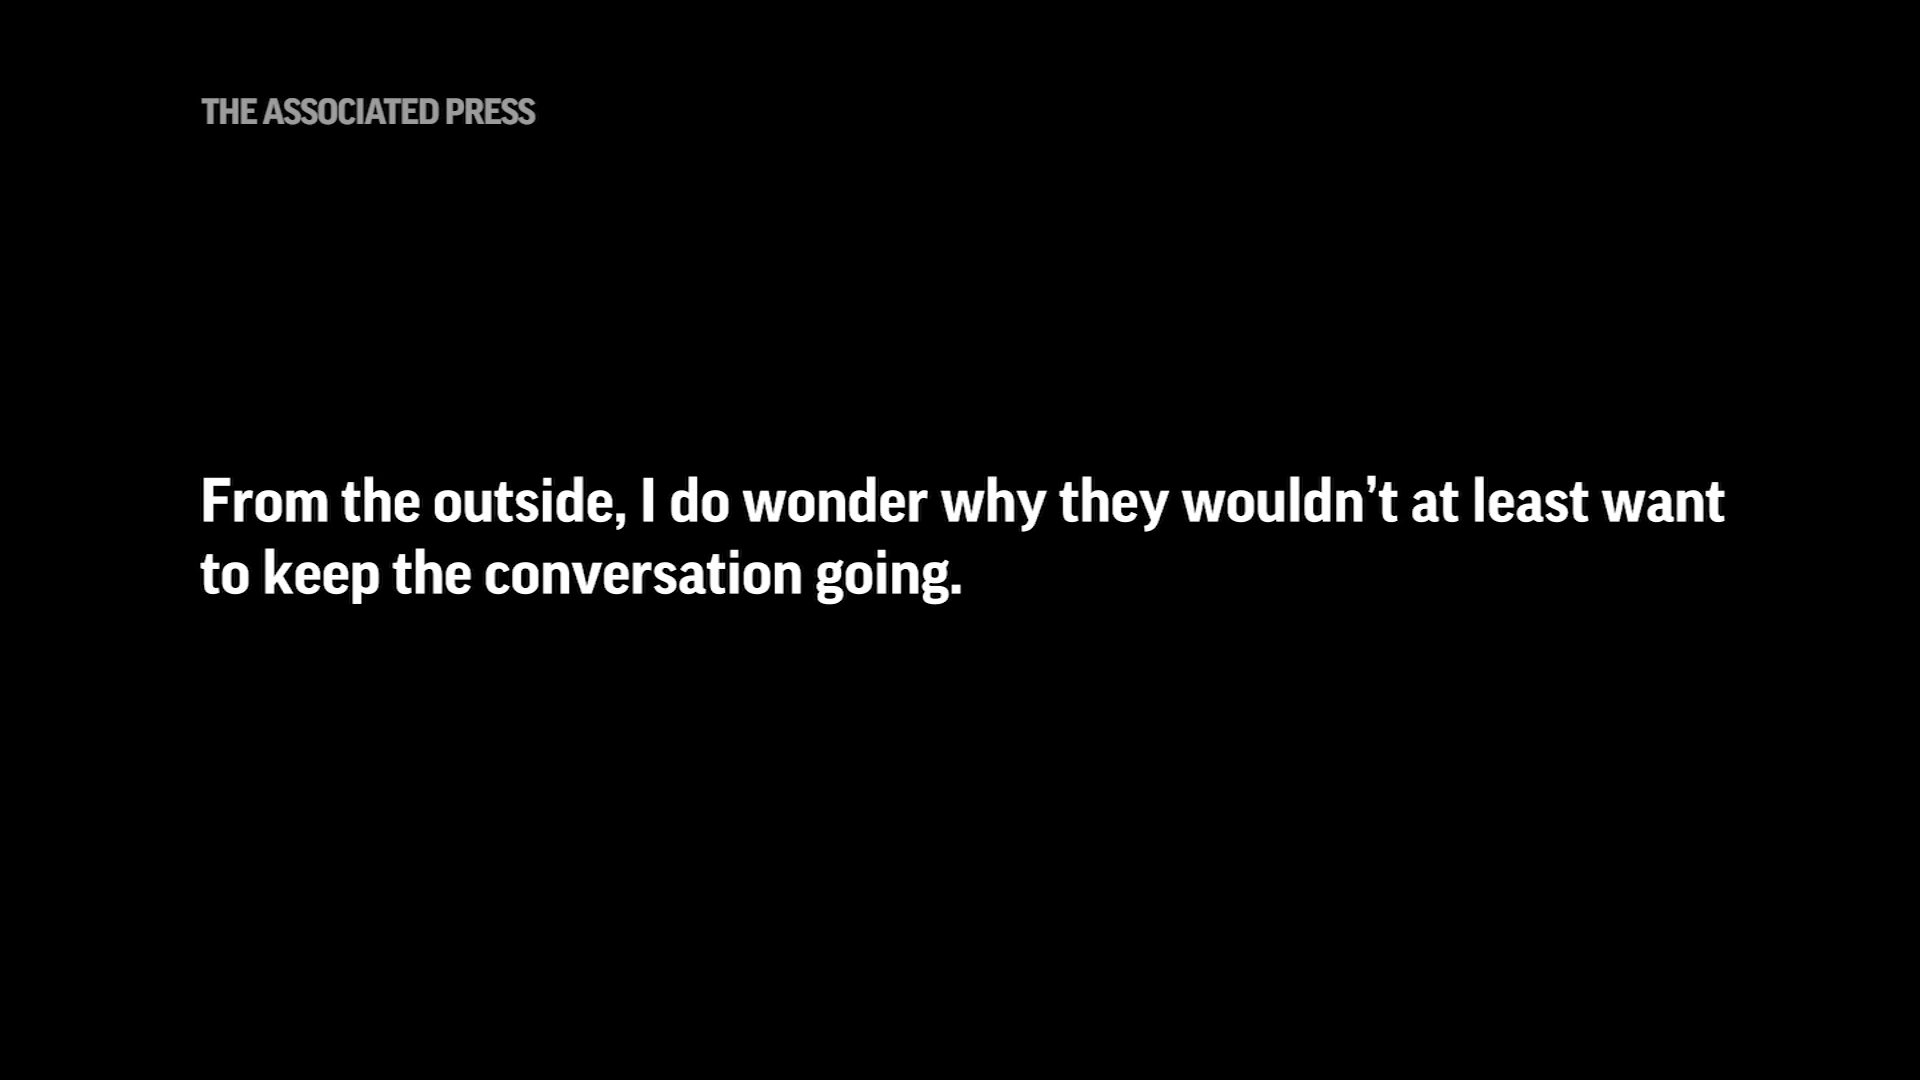 THE ASSOCIATED PRESS
From the outside, I do wonder why they wouldn’t at least want
to keep the conversation going.